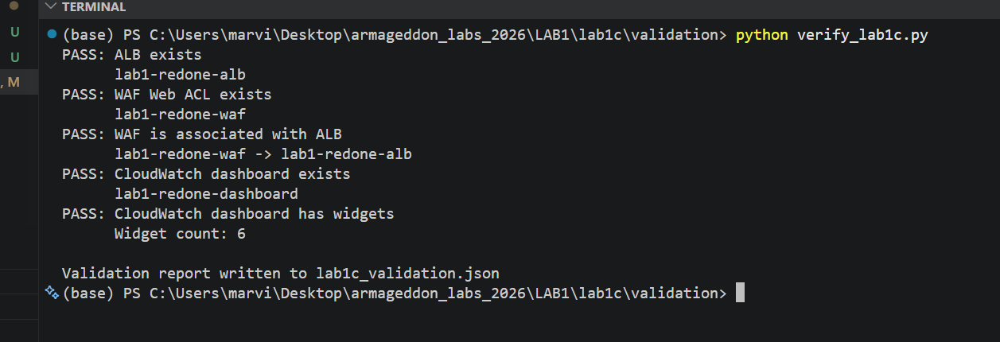 TERMINAL
U
(base) PS C:\Users\marvi\Desktop\armageddon_labs_2026\LAB1\lab1c\validation> python verify_lab1c.py
U
PASS: ALB exists
lab1-redone-alb
, M
PASS: WAF Web ACL exists
lab1-redone-waf
PASS: WAF is associated with ALB
lab1-redone-waf -> lab1-redone-alb
PASS: CloudWatch dashboard exists
lab1-redone-dashboard
PASS: CloudWatch dashboard has widgets
Widget count: 6
Validation report written to lab1c_validation.json
(base) PS C:\Users\marvi\Desktop\armageddon_labs_2026\LAB1\lab1c\validation>